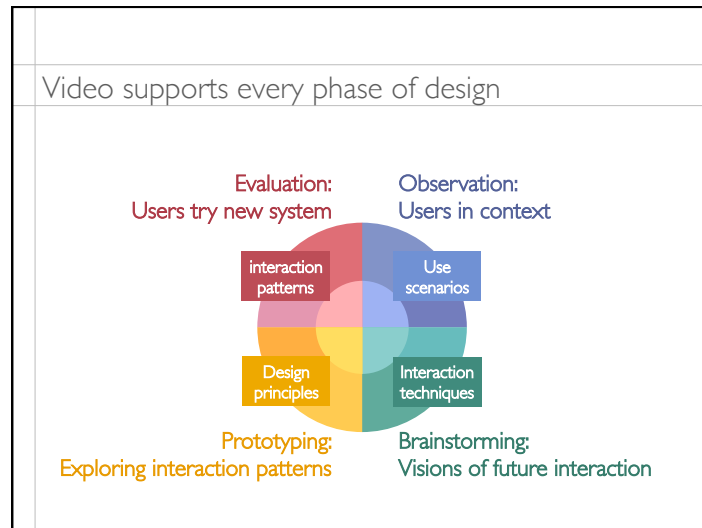 Video supports every phase of design
Evaluation:
Users try new system
Observation:
Users in context
interaction
patterns
Use
scenarios
Design
principles
Interaction
techniques
Prototyping:
Exploring interaction patterns
Brainstorming:
Visions of future interaction